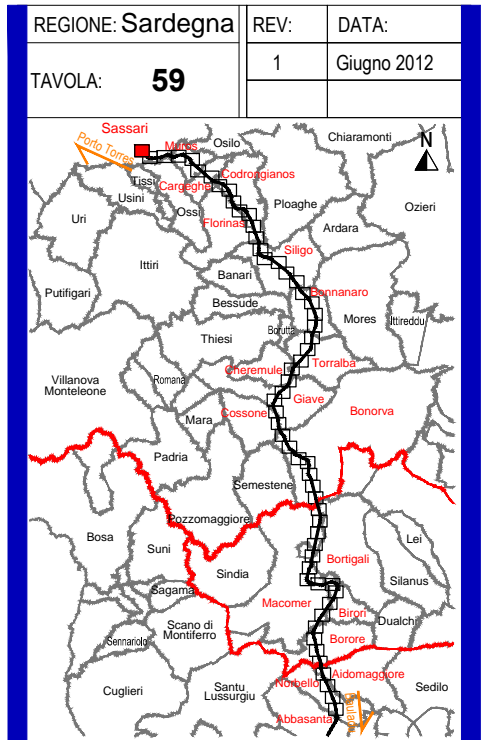 REGIONE: Sardegna
REV:
DATA:
TAVOLA: 59
1
Giugno 2012
Sassari
Porto Torres
Muros
Osilo
Chiaramonti
N
Tissi
Cargeghe
Codrongianos
Usini
Ossi
Ploaghe
Ozieri
Uri
Florinas
Ardara
Siligo
Ittiri
Banari
Putifigari
Bessude
Bonnanaro
Mores
Ittireddu
Thiesi
Borutta
Cheremule
Torralba
Villanova
Monteleone
Romana
Giave
Cossone
Bonorva
Mara
Padria
Semestene
Pozzomaggiore
Bosa
Suni
Lei
Bortigali
Sindia
Silanus
Sagama
Macomer
Birori
Dualchi
Scano di
Montiferro
Sennariolo
Borore
Aidomaggiore
Norbello
Sedilo
Cuglieri
Santu
Lussurgiu
Abbasanta